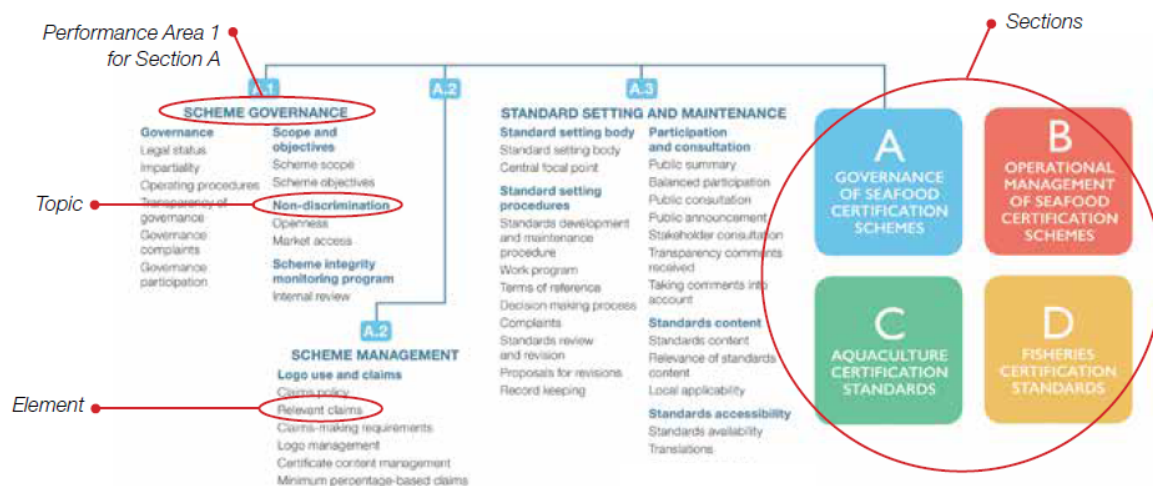 Performance Area 1
for Section A
Sections
A.1
A.2
A.3
SCHEME GOVERNANCE
Governance
Legal status
Impartiality
Operating procedures
Transparency of
governance
Governance
complaints
Governance
participation
Scope and
objectives
Scheme scope
Scheme objectives
Non-discrimination
Openness
Market access
Scheme integrity
monitoring program
Internal review
Topic
A.2
SCHEME MANAGEMENT
Logo use and claims
Claims policy
Relevant claims
Claims-making requirements
Logo management
Certificate content management
Minimum percentage-based claims
Element
STANDARD SETTING AND MAINTENANCE
Standard setting body
Standard setting body
Central focal point
Standard setting
procedures
Standards development
and maintenance
procedure
Work program
Terms of reference
Decision making process
Complaints
Standards review
and revision
Proposals for revisions
Record keeping
Participation
and consultation
Public summary
Balanced participation
Public consultation
Public announcement
Stakeholder consultation
Transparency comments
received
Taking comments into
account
Standards content
Standards content
Relevance of standards
content
Local applicability
Standards accessibility
Standards availability
Translations
A
GOVERNANCE
OF SEAFOOD
CERTIFICATION
SCHEMES
B
OPERATIONAL
MANAGEMENT
OF SEAFOOD
CERTIFICATION
SCHEMES
C
AQUACULTURE
CERTIFICATION
STANDARDS
D
FISHERIES
CERTIFICATION
STANDARDS